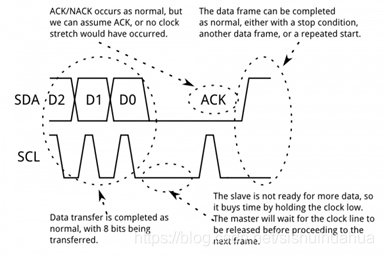 ACK/NACK occurs as normal, but
we can assume ACK, or no clock
stretch would have occurred.
The data frame can be completed
as normal, either with a stop condition,
another data frame, or a repeated start.
SDA D2 D1 D0 ACK
SCL
Data transfer is completed as
normal, with 8 bits being
transferred.
The slave is not ready for more data, so
it buys time by holding the clock low.
The master will wait for the clock line to
be released before proceeding to the
next frame.